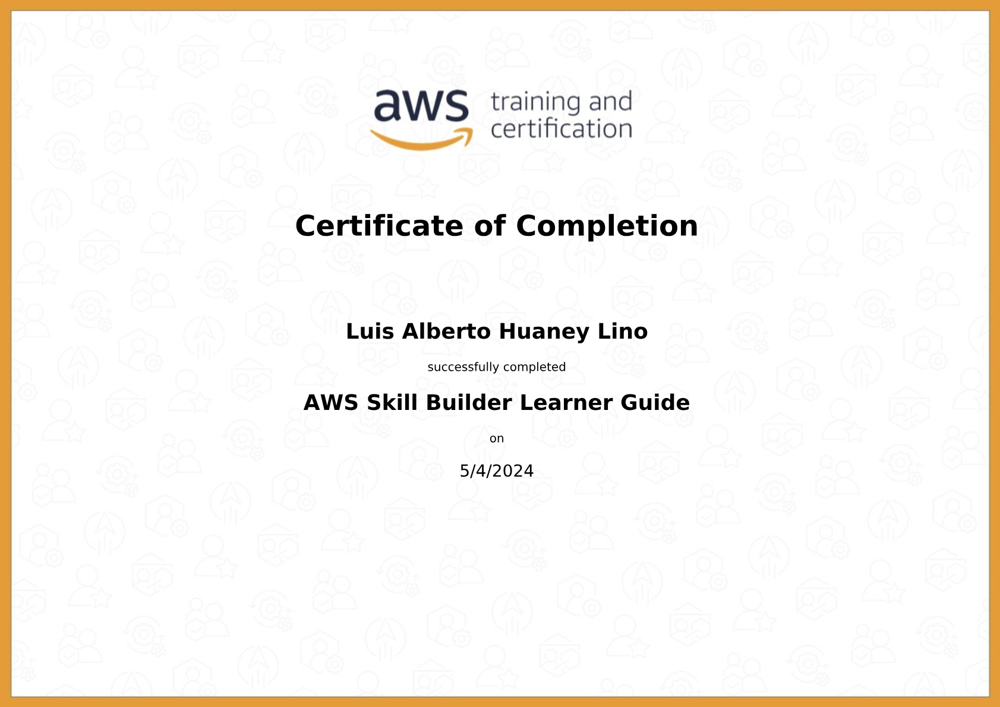 aws training and
certification
Certificate of Completion
Luis Alberto Huaney Lino
successfully completed
AWS Skill Builder Learner Guide
on
5/4/2024